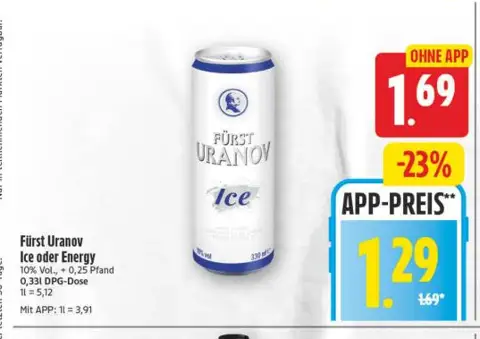 OHNE APP
1.69
-23%
APP-PREIS**
1.29
1.69*
FÜRST
URANOV
Ice
10% vol
330 ml
Fürst Uranov
Ice oder Energy
10% Vol., + 0,25 Pfand
0,33l DPG-Dose
1l = 5,12
Mit APP: 1l = 3,91